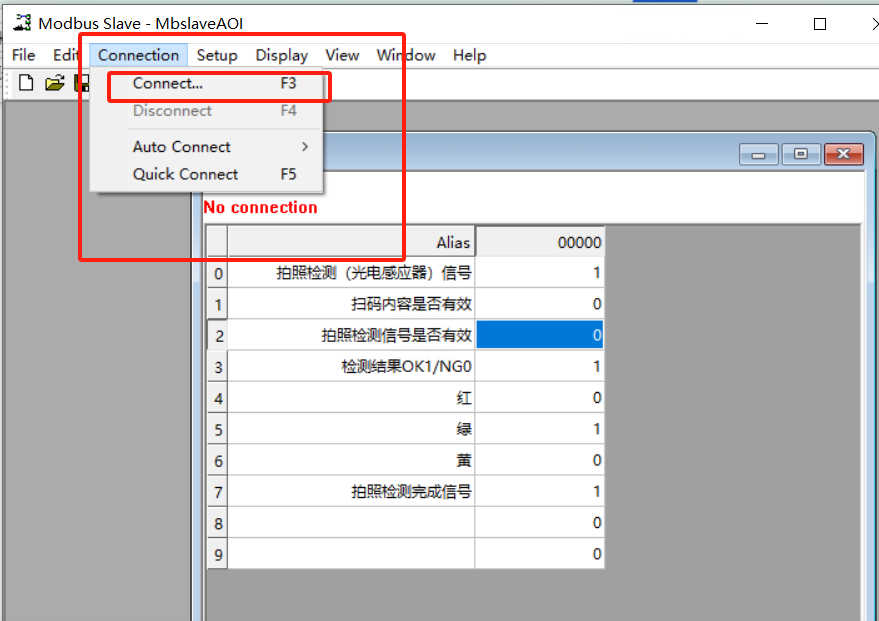 Modbus Slave - MbslaveAOI
File Edit Connection Setup Display View Window Help
Connect... F3
Disconnect F4
Auto Connect >
Quick Connect F5
No connection
Alias 00000
0 拍照检测（光电感应器）信号 1
1 扫码内容是否有效 0
2 拍照检测信号是否有效 0
3 检测结果OK1/NG0 1
4 红 0
5 绿 1
6 黄 0
7 拍照检测完成信号 1
8 0
9 0